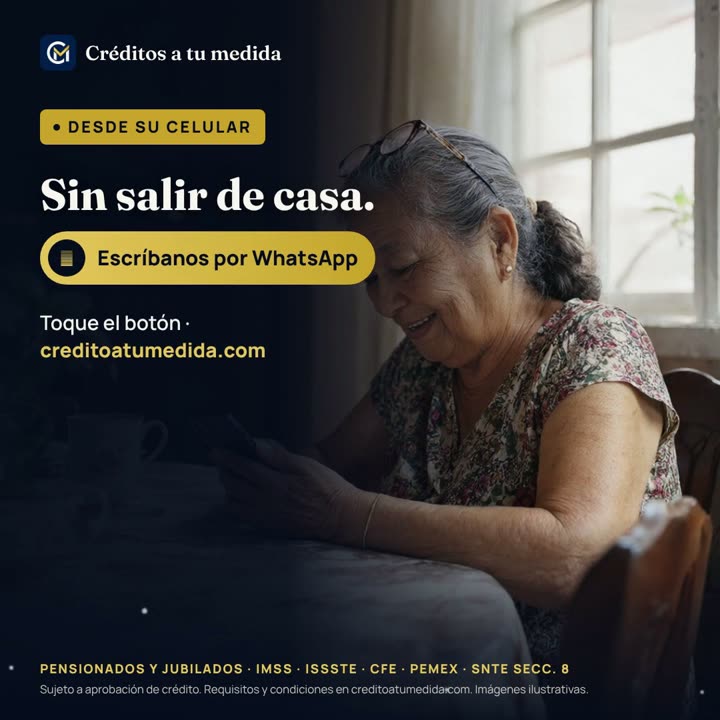 Créditos a tu medida
• DESDE SU CELULAR
Sin salir de casa.
Escríbanos por WhatsApp
Toque el botón ·
creditoatumedida.com
PENSIONADOS Y JUBILADOS · IMSS · ISSSTE · CFE · PEMEX · SNTE SECC. 8
Sujeto a aprobación de crédito. Requisitos y condiciones en creditoatumedida.com. Imágenes ilustrativas.